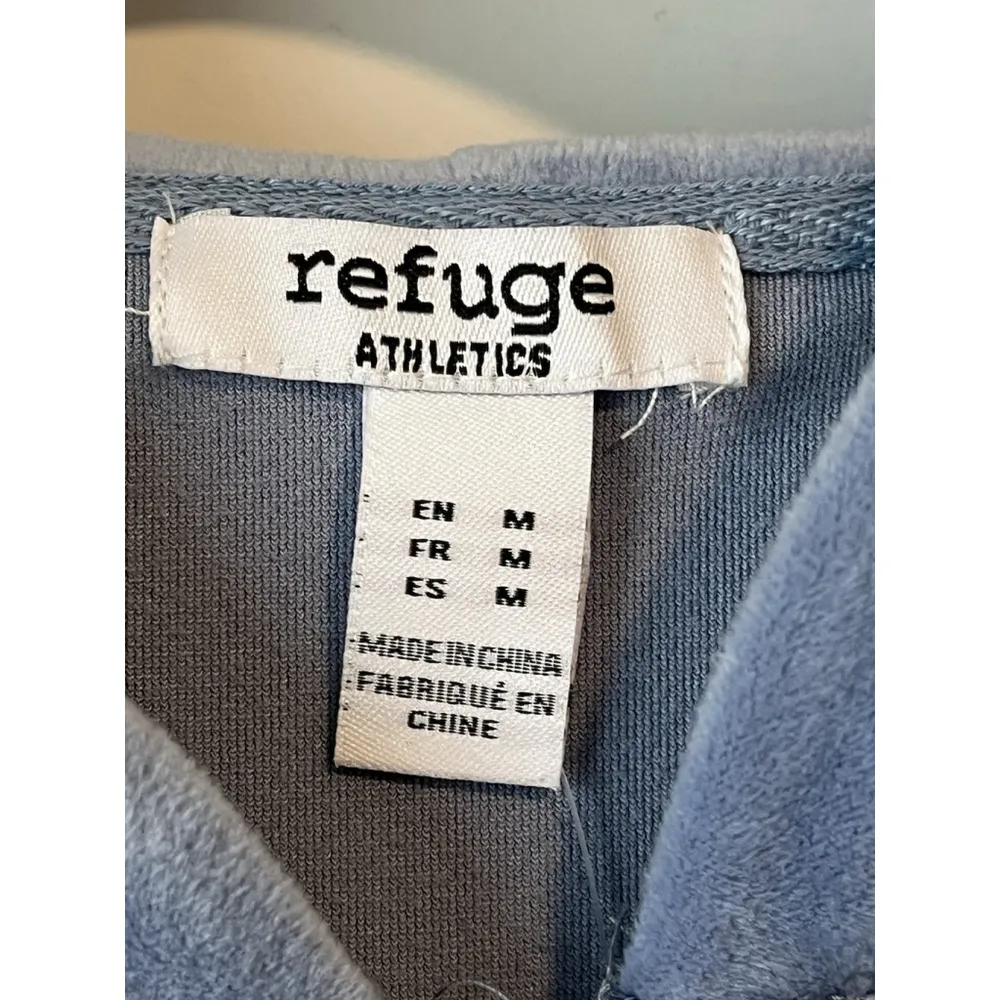 refuge
ATHLETICS
EN M
FR M
ES M
MADE IN CHINA
FABRIQUÉ EN
CHINE